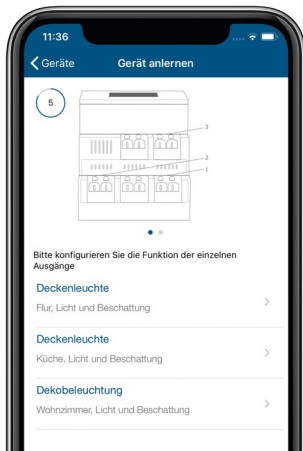 11:36
Geräte Gerät anlernen
5
3
2
1
Bitte konfigurieren Sie die Funktion der einzelnen
Ausgänge
Deckenleuchte
Flur, Licht und Beschattung
Deckenleuchte
Küche, Licht und Beschattung
Dekobeleuchtung
Wohnzimmer, Licht und Beschattung